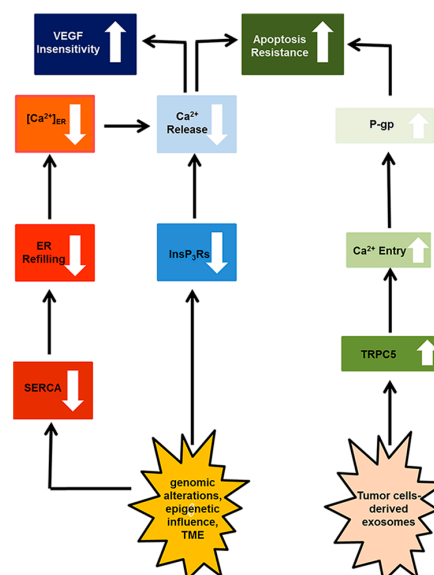 VEGF
Insensitivity
Apoptosis
Resistance
[Ca²⁺]ER
Ca²⁺
Release
P-gp
ER
Refilling
InsP₃Rs
Ca²⁺ Entry
SERCA
TRPC5
genomic
alterations,
epigenetic
influence,
TME
Tumor cells-
derived
exosomes